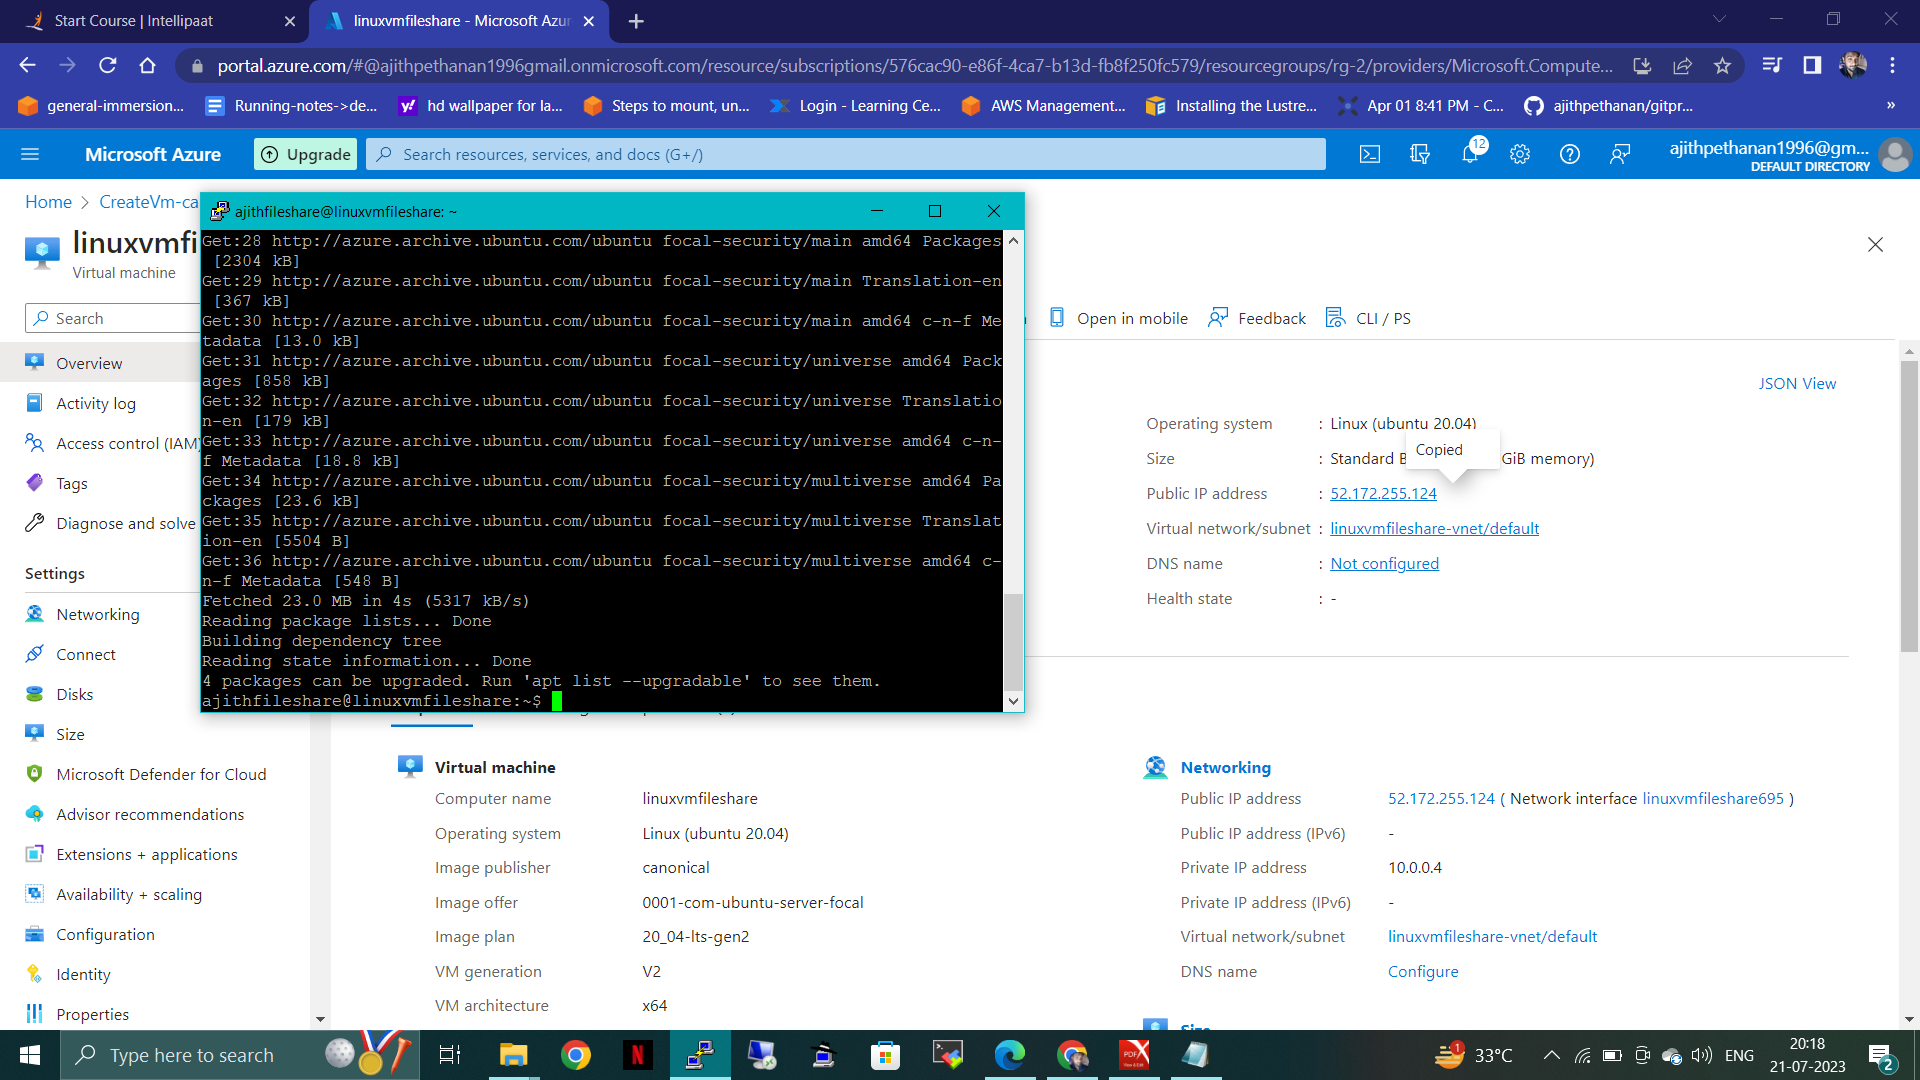 Start Course | Intellipaat
linuxvmfileshare - Microsoft Azur
portal.azure.com/#@ajithpethanan1996gmail.onmicrosoft.com/resource/subscriptions/576cac90-e86f-4ca7-b13d-fb8f250fc579/resourcegroups/rg-2/providers/Microsoft.Compute...
general-immersion...
Running-notes->de...
hd wallpaper for la...
Steps to mount, un...
Login - Learning Ce...
AWS Management...
Installing the Lustre...
Apr 01 8:41 PM - C...
ajithpethanan/gitpr...
»
Microsoft Azure
Upgrade
Search resources, services, and docs (G+/)
12
ajithpethanan1996@gm...
DEFAULT DIRECTORY
Home > CreateVm-ca
linuxvmfi
Virtual machine
Search
Overview
Activity log
Access control (IAM)
Tags
Diagnose and solve
Settings
Networking
Connect
Disks
Size
Microsoft Defender for Cloud
Advisor recommendations
Extensions + applications
Availability + scaling
Configuration
Identity
Properties
ajithfileshare@linuxvmfileshare: ~
Get:28 http://azure.archive.ubuntu.com/ubuntu focal-security/main amd64 Packages
[2304 kB]
Get:29 http://azure.archive.ubuntu.com/ubuntu focal-security/main Translation-en
[367 kB]
Get:30 http://azure.archive.ubuntu.com/ubuntu focal-security/main amd64 c-n-f Me
tadata [13.0 kB]
Get:31 http://azure.archive.ubuntu.com/ubuntu focal-security/universe amd64 Pack
ages [858 kB]
Get:32 http://azure.archive.ubuntu.com/ubuntu focal-security/universe Translatio
n-en [179 kB]
Get:33 http://azure.archive.ubuntu.com/ubuntu focal-security/universe amd64 c-n-
f Metadata [18.8 kB]
Get:34 http://azure.archive.ubuntu.com/ubuntu focal-security/multiverse amd64 Pa
ckages [23.6 kB]
Get:35 http://azure.archive.ubuntu.com/ubuntu focal-security/multiverse Translat
ion-en [5504 B]
Get:36 http://azure.archive.ubuntu.com/ubuntu focal-security/multiverse amd64 c-
n-f Metadata [548 B]
Fetched 23.0 MB in 4s (5317 kB/s)
Reading package lists... Done
Building dependency tree
Reading state information... Done
4 packages can be upgraded. Run 'apt list --upgradable' to see them.
ajithfileshare@linuxvmfileshare:~$
Open in mobile
Feedback
CLI / PS
JSON View
Operating system : Linux (ubuntu 20.04)
Copied
Size : Standard B GiB memory)
Public IP address : 52.172.255.124
Virtual network/subnet : linuxvmfileshare-vnet/default
DNS name : Not configured
Health state : -
Virtual machine
Computer name linuxvmfileshare
Operating system Linux (ubuntu 20.04)
Image publisher canonical
Image offer 0001-com-ubuntu-server-focal
Image plan 20_04-lts-gen2
VM generation V2
VM architecture x64
Networking
Public IP address 52.172.255.124 ( Network interface linuxvmfileshare695 )
Public IP address (IPv6) -
Private IP address 10.0.0.4
Private IP address (IPv6) -
Virtual network/subnet linuxvmfileshare-vnet/default
DNS name Configure
Size
Type here to search
N
PDF
1
33°C
ENG
20:18
21-07-2023
2